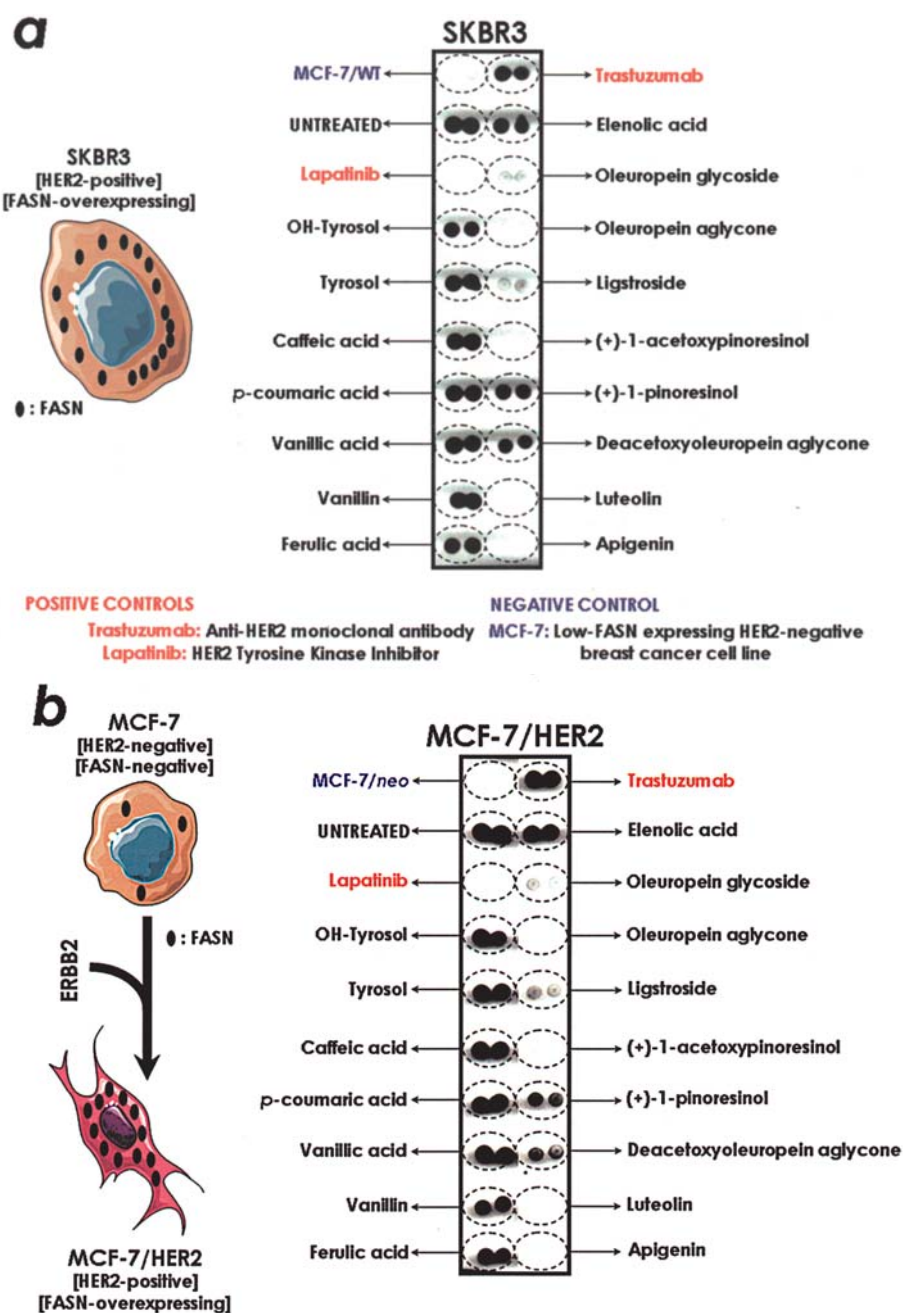 a
SKBR3
MCF-7/WT
Trastuzumab
UNTREATED
Elenolic acid
SKBR3
[HER2-positive]
[FASN-overexpressing]
Lapatinib
Oleuropein glycoside
OH-Tyrosol
Oleuropein aglycone
Tyrosol
Ligstroside
Caffeic acid
(+)-1-acetoxypinoresinol
p-coumaric acid
(+)-1-pinoresinol
: FASN
Vanillic acid
Deacetoxyoleuropein aglycone
Vanillin
Luteolin
Ferulic acid
Apigenin
POSITIVE CONTROLS
Trastuzumab: Anti-HER2 monoclonal antibody
Lapatinib: HER2 Tyrosine Kinase Inhibitor
NEGATIVE CONTROL
MCF-7: Low-FASN expressing HER2-negative
breast cancer cell line
b
MCF-7
[HER2-negative]
[FASN-negative]
MCF-7/HER2
MCF-7/neo
Trastuzumab
UNTREATED
Elenolic acid
Lapatinib
Oleuropein glycoside
: FASN
OH-Tyrosol
Oleuropein aglycone
ERBB2
Tyrosol
Ligstroside
Caffeic acid
(+)-1-acetoxypinoresinol
p-coumaric acid
(+)-1-pinoresinol
Vanillic acid
Deacetoxyoleuropein aglycone
Vanillin
Luteolin
Ferulic acid
Apigenin
MCF-7/HER2
[HER2-positive]
[FASN-overexpressing]